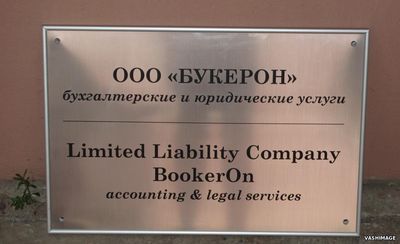 ООО «БУКЕРОН»
бухгалтерские и юридические услуги
Limited Liability Company
BookerOn
accounting & legal services
VASHIMAGE